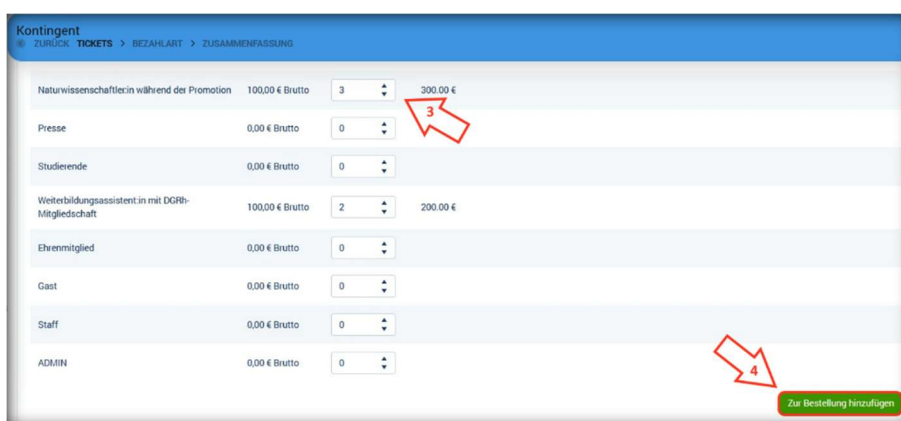 Kontingent
ZURÜCK TICKETS > BEZAHLART > ZUSAMMENFASSUNG
Naturwissenschaftler:in während der Promotion 100,00 € Brutto 3 300.00 €
3
Presse 0,00 € Brutto 0
Studierende 0,00 € Brutto 0
Weiterbildungsassistent:in mit DGRh-
Mitgliedschaft 100,00 € Brutto 2 200.00 €
Ehrenmitglied 0,00 € Brutto 0
Gast 0,00 € Brutto 0
Staff 0,00 € Brutto 0
ADMIN 0,00 € Brutto 0
4
Zur Bestellung hinzufügen